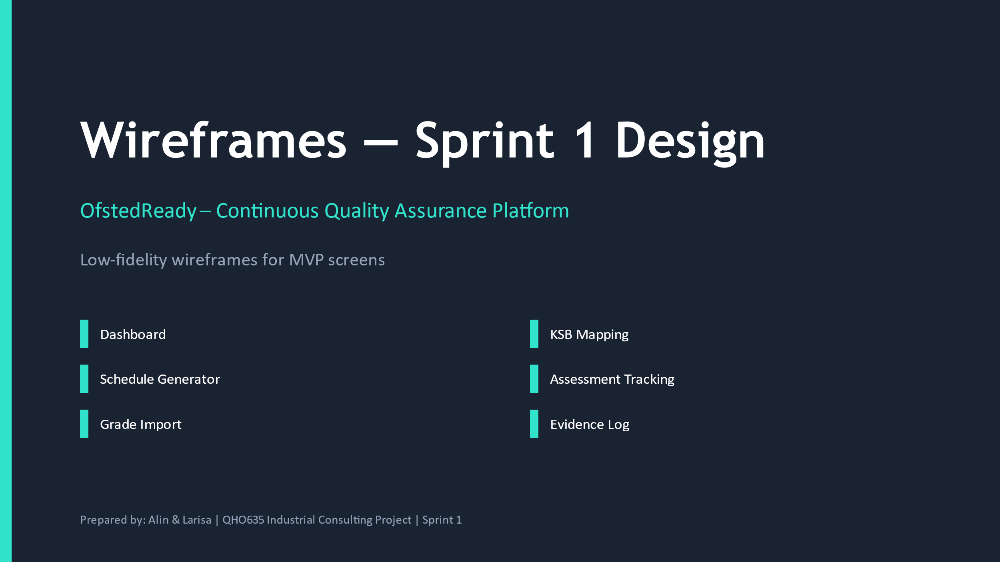 Wireframes — Sprint 1 Design
OfstedReady — Continuous Quality Assurance Platform
Low-fidelity wireframes for MVP screens
Dashboard
KSB Mapping
Schedule Generator
Assessment Tracking
Grade Import
Evidence Log
Prepared by: Alin & Larisa | QHO635 Industrial Consulting Project | Sprint 1